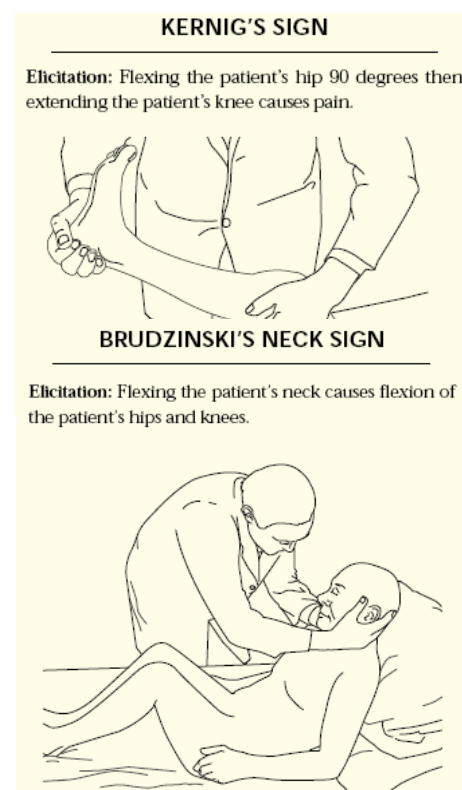 KERNIG'S SIGN
Elicitation: Flexing the patient's hip 90 degrees then
extending the patient's knee causes pain.
BRUDZINSKI'S NECK SIGN
Elicitation: Flexing the patient's neck causes flexion of
the patient's hips and knees.